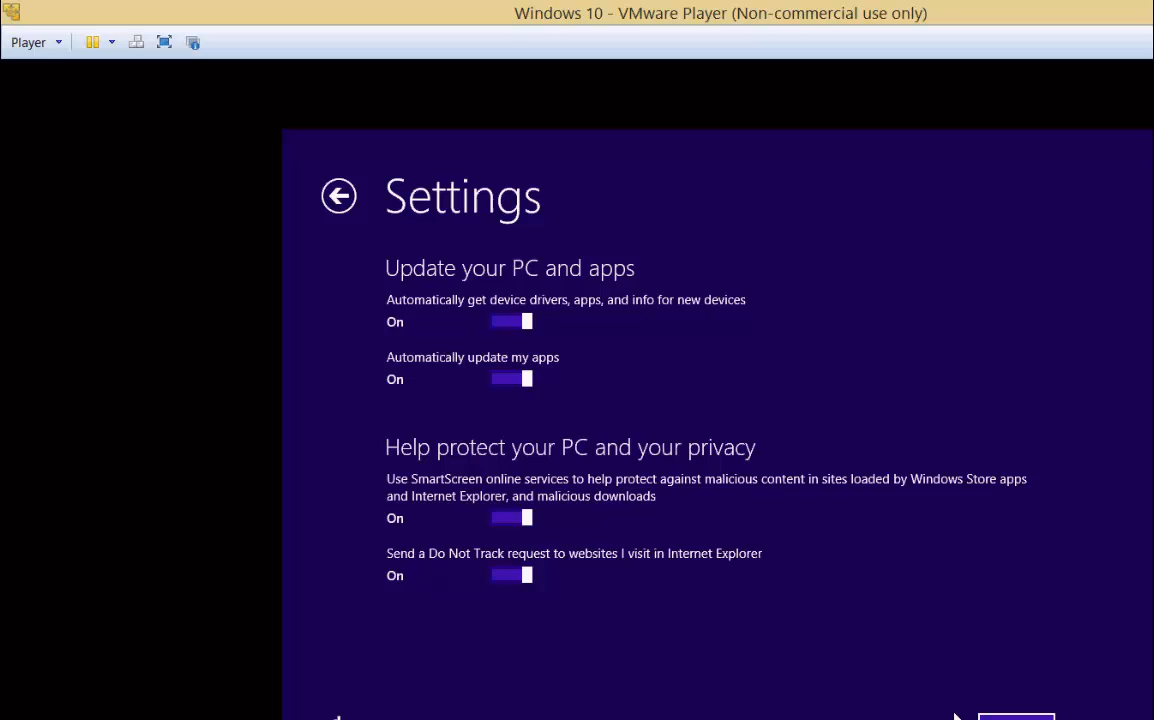 Windows 10 - VMware Player (Non-commercial use only)
Player
Settings
Update your PC and apps
Automatically get device drivers, apps, and info for new devices
On
Automatically update my apps
On
Help protect your PC and your privacy
Use SmartScreen online services to help protect against malicious content in sites loaded by Windows Store apps
and Internet Explorer, and malicious downloads
On
Send a Do Not Track request to websites I visit in Internet Explorer
On